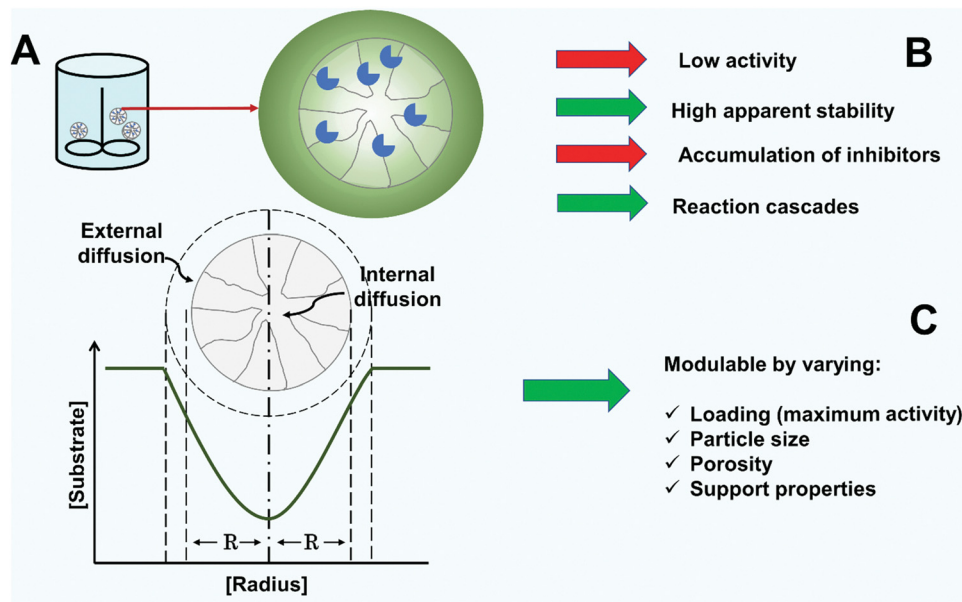 A
B
Low activity
High apparent stability
Accumulation of inhibitors
Reaction cascades
External
diffusion
Internal
diffusion
[Substrate]
R
R
[Radius]
C
Modulable by varying:
✓ Loading (maximum activity)
✓ Particle size
✓ Porosity
✓ Support properties